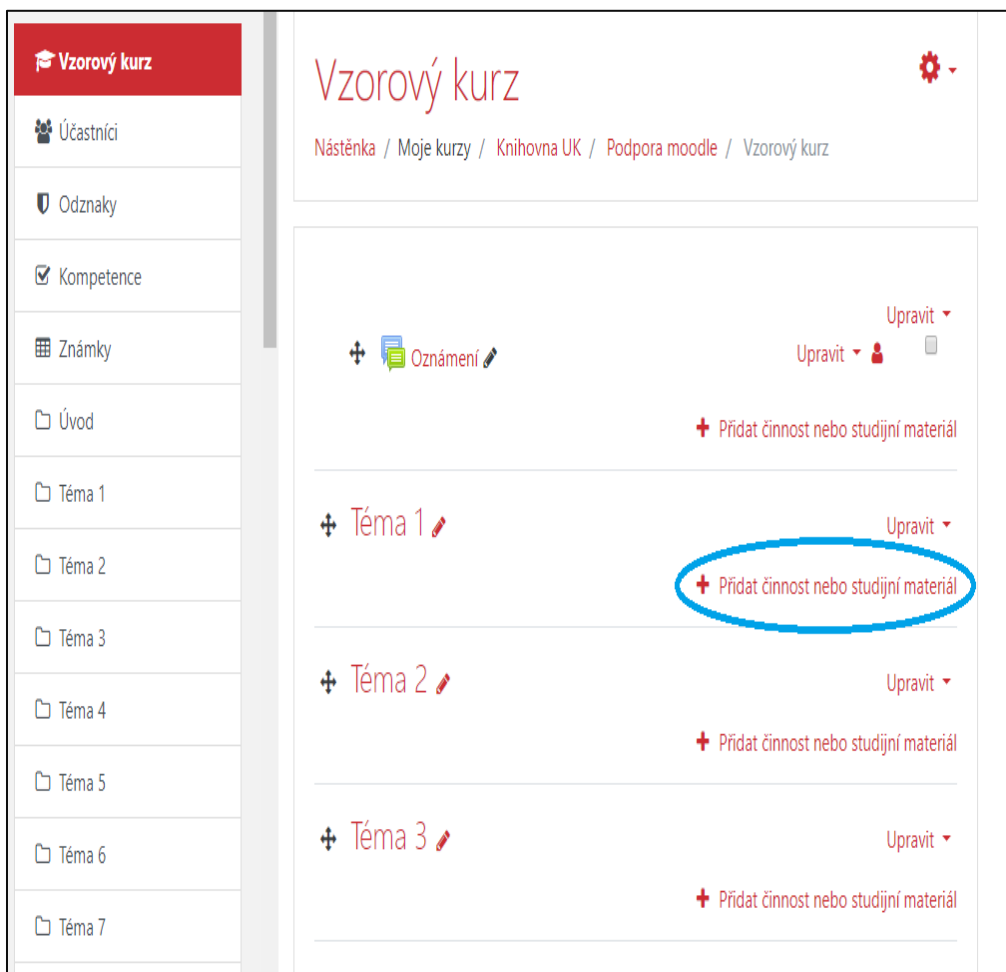 Vzorový kurz
Účastníci
Odznaky
Kompetence
Známky
Úvod
Téma 1
Téma 2
Téma 3
Téma 4
Téma 5
Téma 6
Téma 7
Vzorový kurz
Nástěnka / Moje kurzy / Knihovna UK / Podpora moodle / Vzorový kurz
Upravit
Oznámení Upravit
Přidat činnost nebo studijní materiál
Téma 1 Upravit
Přidat činnost nebo studijní materiál
Téma 2 Upravit
Přidat činnost nebo studijní materiál
Téma 3 Upravit
Přidat činnost nebo studijní materiál